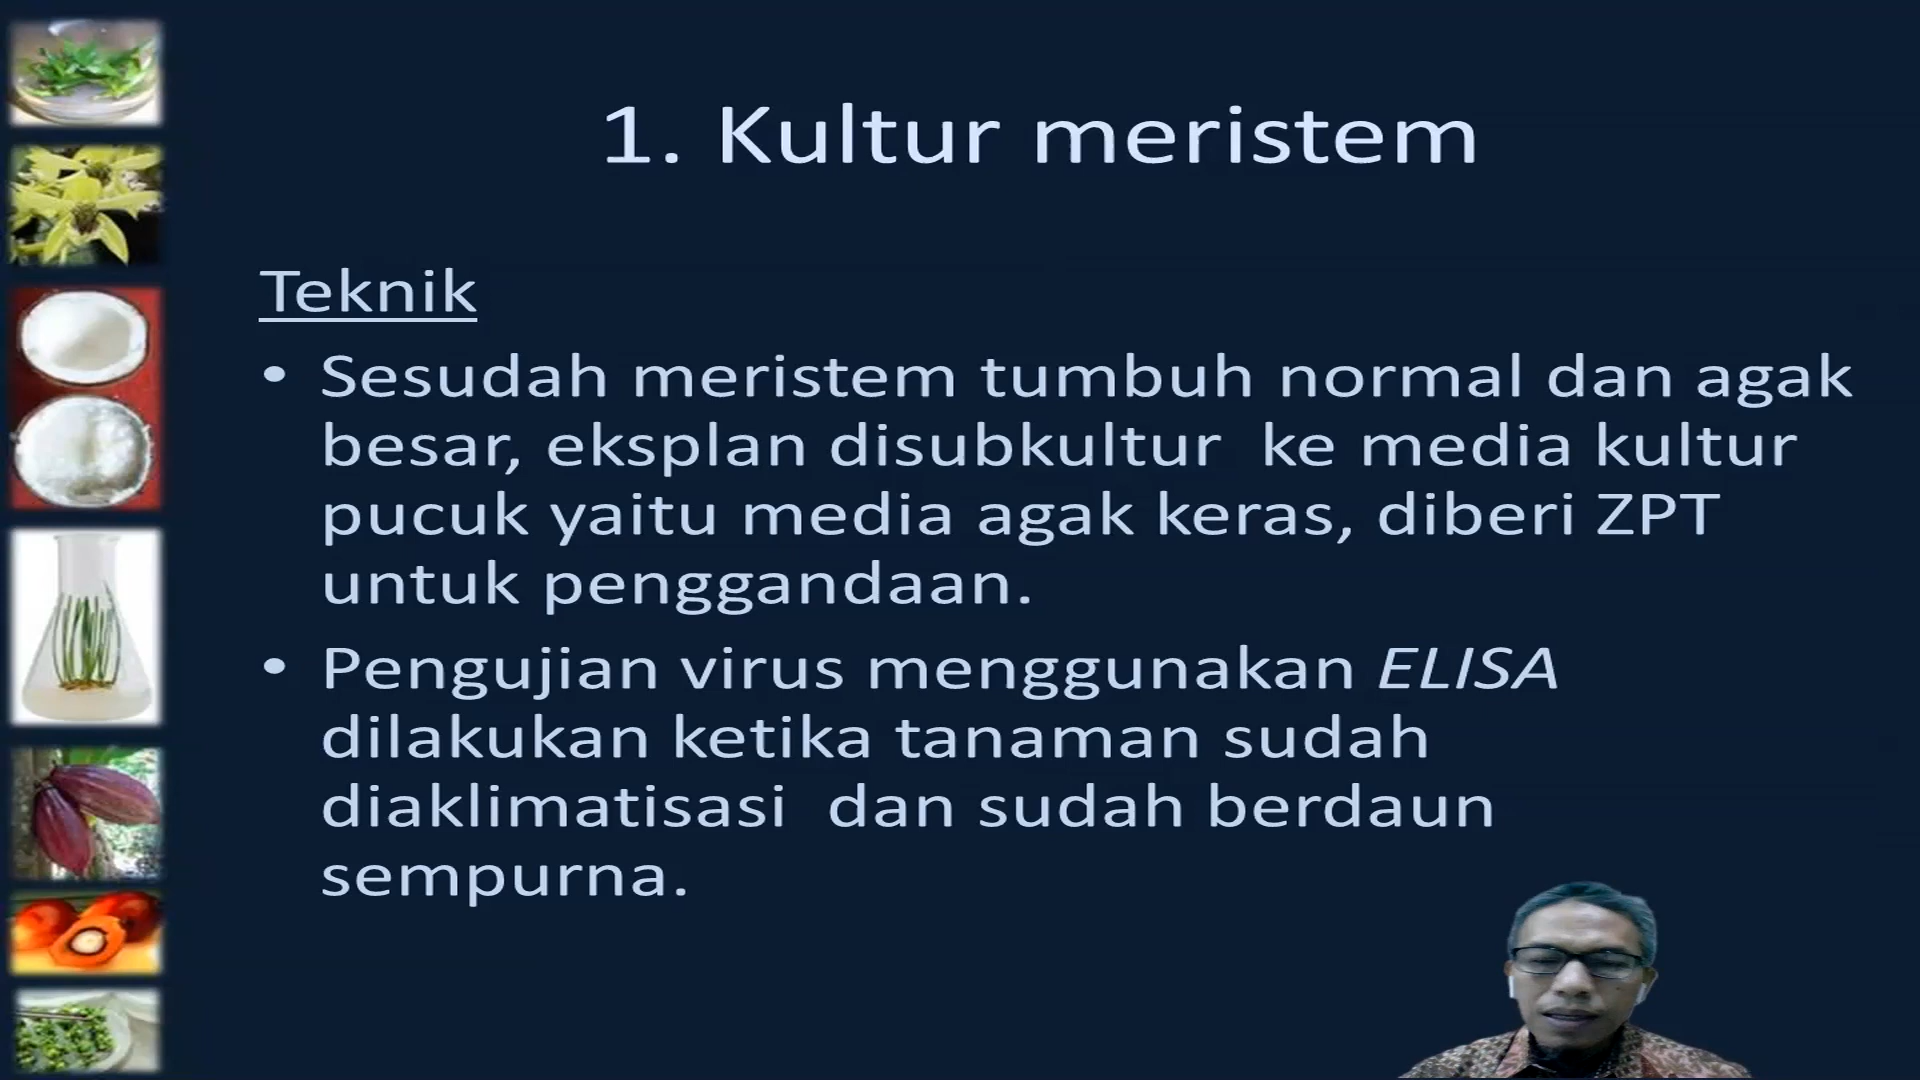 1. Kultur meristem
Teknik
• Sesudah meristem tumbuh normal dan agak
besar, eksplan disubkultur ke media kultur
pucuk yaitu media agak keras, diberi ZPT
untuk penggandaan.
• Pengujian virus menggunakan ELISA
dilakukan ketika tanaman sudah
diaklimatisasi dan sudah berdaun
sempurna.